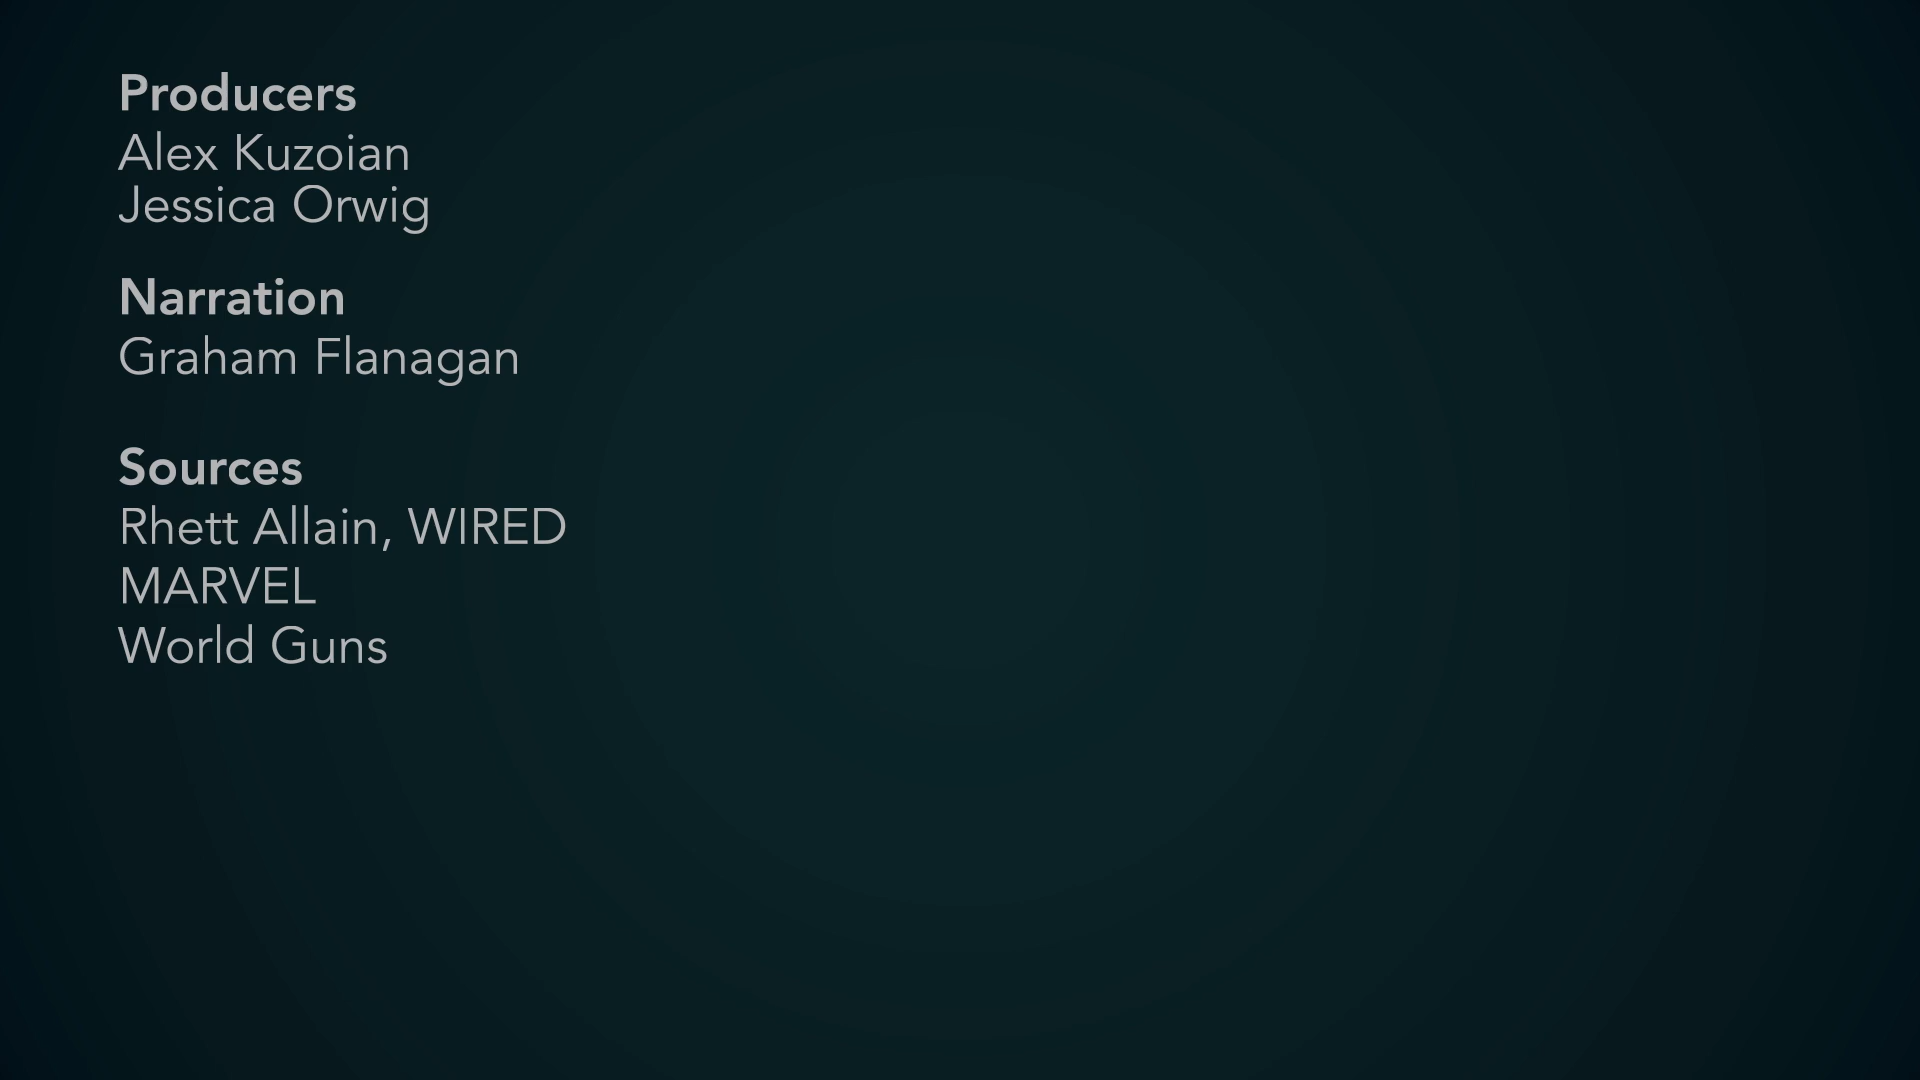 Producers
Alex Kuzoian
Jessica Orwig
Narration
Graham Flanagan
Sources
Rhett Allain, WIRED
MARVEL
World Guns